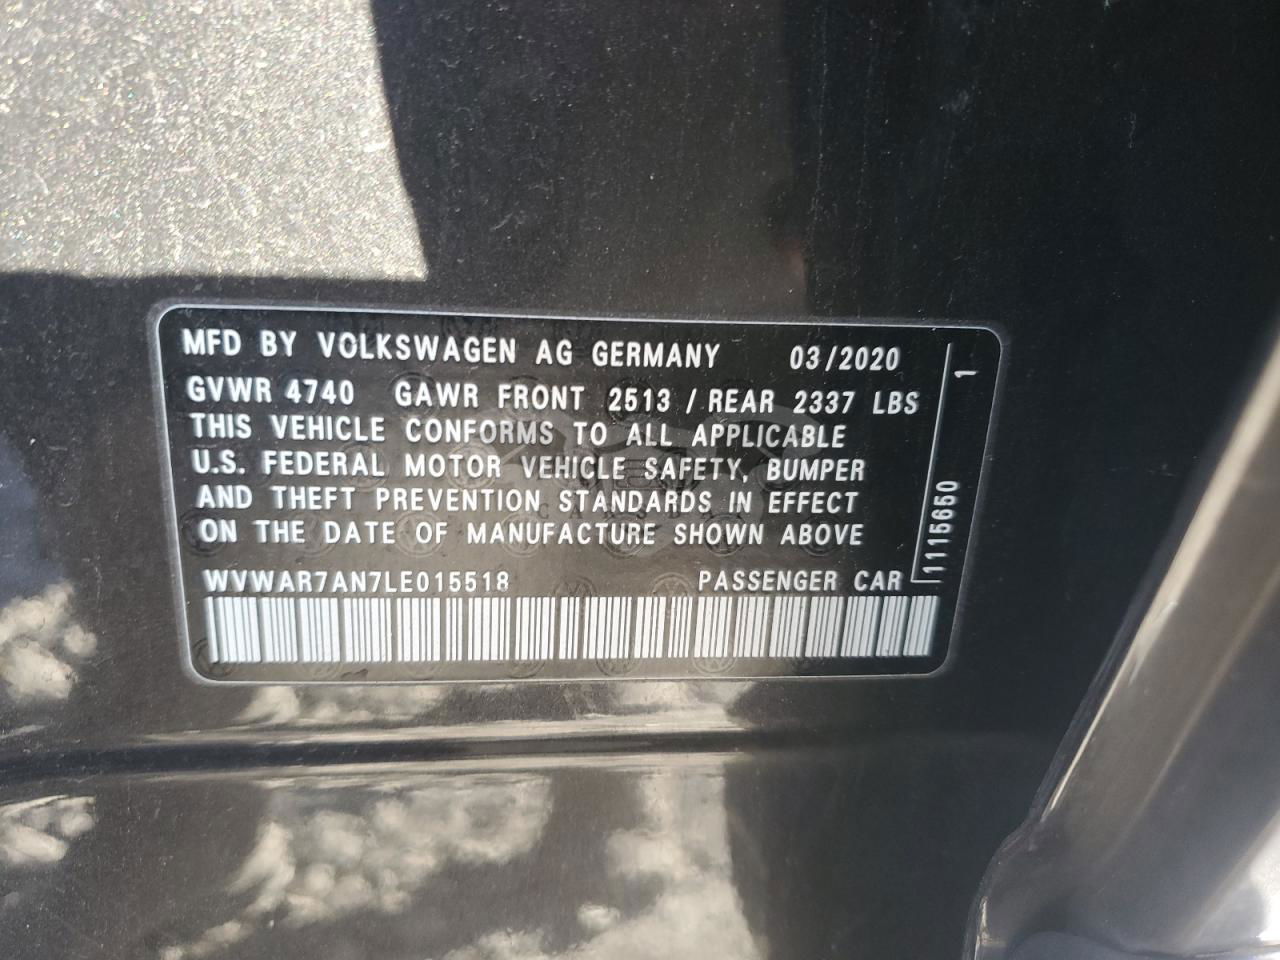 MFD BY VOLKSWAGEN AG GERMANY 03/2020
GVWR 4740 GAWR FRONT 2513 / REAR 2337 LBS
THIS VEHICLE CONFORMS TO ALL APPLICABLE
U.S. FEDERAL MOTOR VEHICLE SAFETY, BUMPER
AND THEFT PREVENTION STANDARDS IN EFFECT
ON THE DATE OF MANUFACTURE SHOWN ABOVE
WVWAR7AN7LE015518 PASSENGER CAR
1115650 1